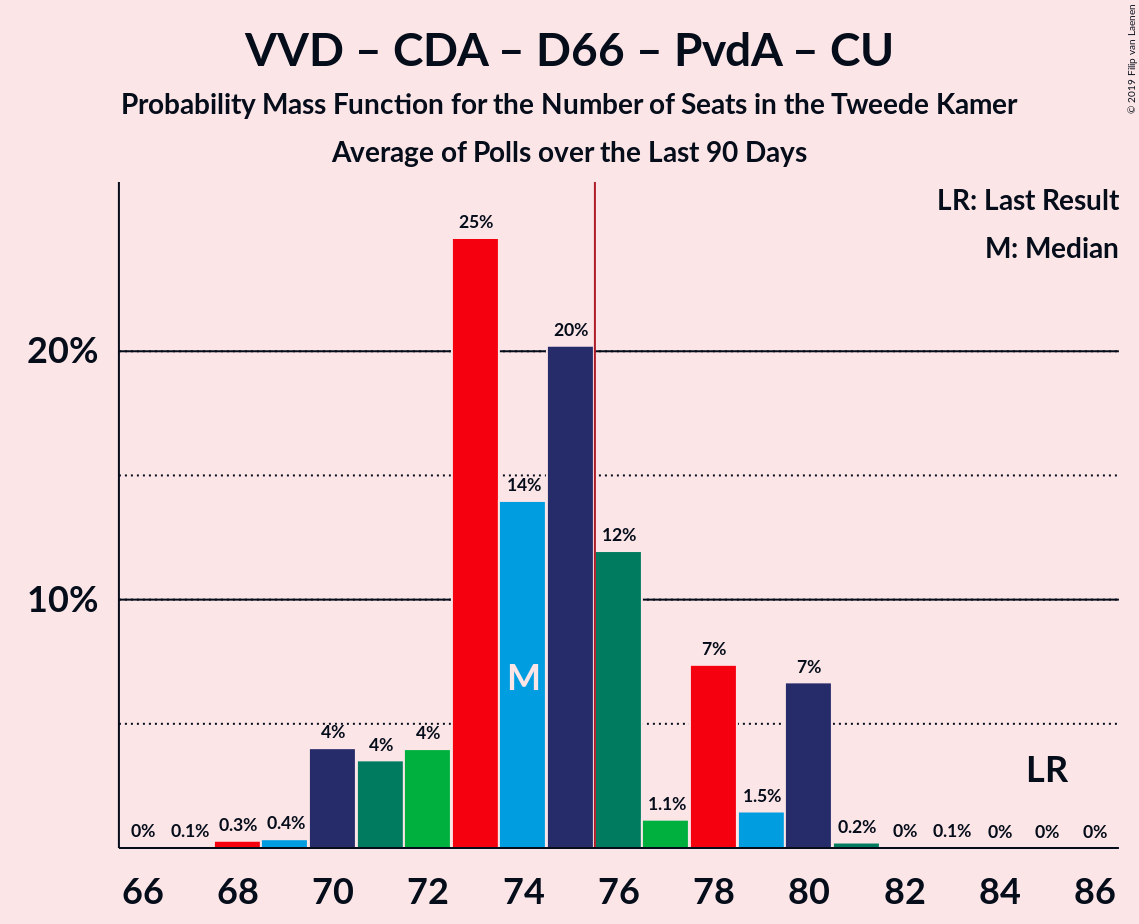 VVD – CDA – D66 – PvdA – CU
Probability Mass Function for the Number of Seats in the Tweede Kamer
Average of Polls over the Last 90 Days
© 2019 Filip van Laenen
LR: Last Result
M: Median
25%
20%
20%
14%
12%
10%
7%
7%
M
4%
4%
4%
LR
0%
0.1%
0.3%
0.4%
1.1%
1.5%
0.2%
0%
0.1%
0%
0%
0%
66 68 70 72 74 76 78 80 82 84 86